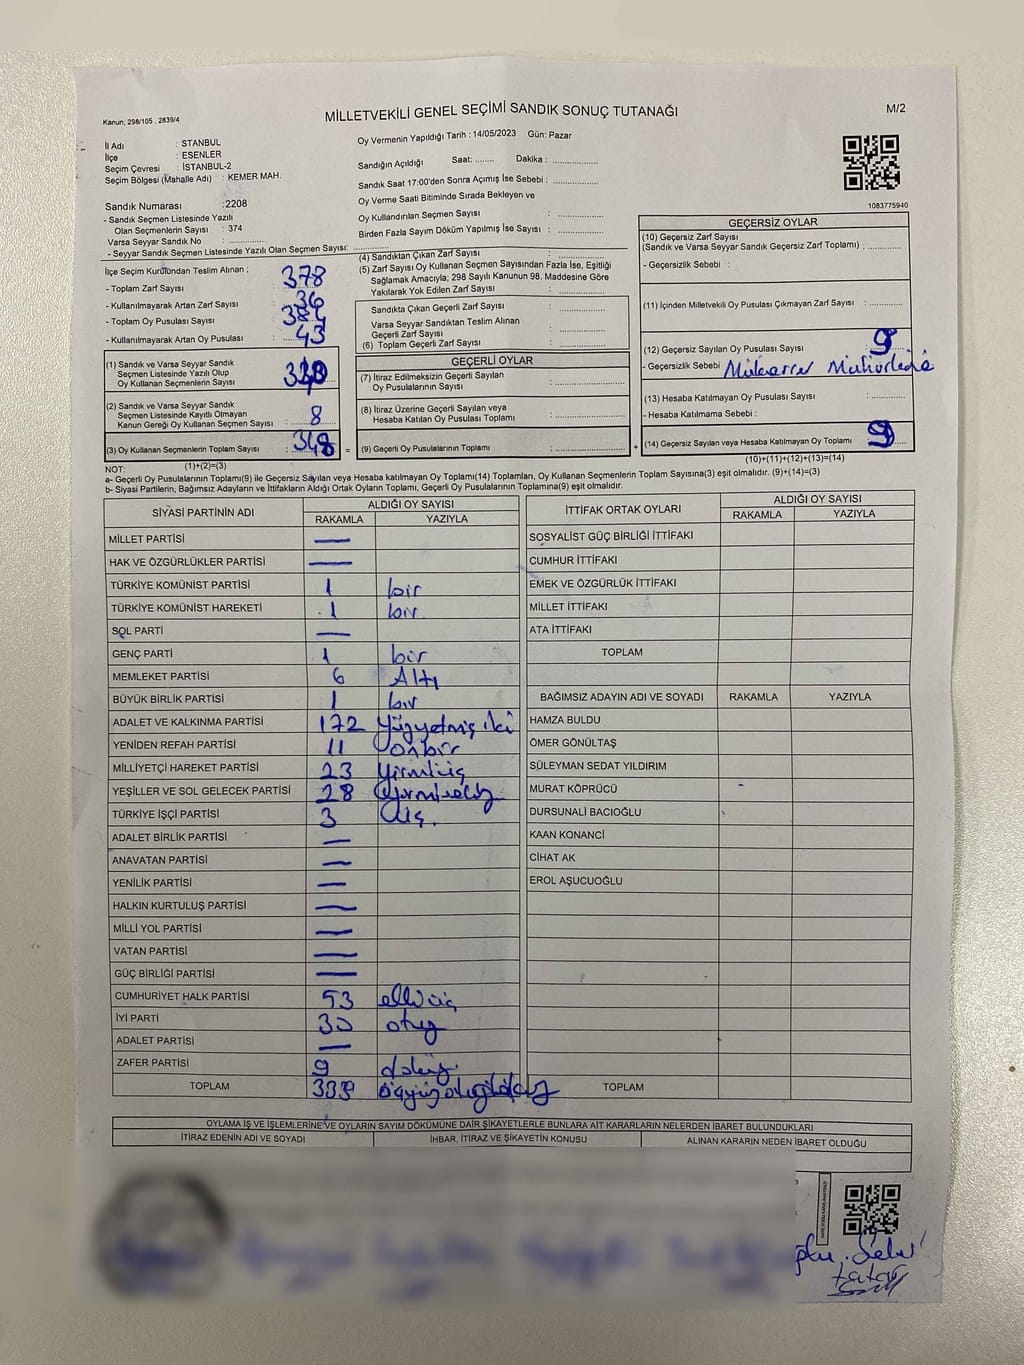 MİLLETVEKİLİ GENEL SEÇİMİ SANDIK SONUÇ TUTANAĞI
M/2
Kanun; 298/105 , 2839/4
İl Adı : STANBUL
İlçe : ESENLER
Seçim Çevresi : İSTANBUL-2
Seçim Bölgesi (Mahalle Adı) : KEMER MAH.
Sandık Numarası :2208
- Sandık Seçmen Listesinde Yazılı
Olan Seçmenlerin Sayısı : 374
Varsa Seyyar Sandık No : ..............
- Seyyar Sandık Seçmen Listesinde Yazılı Olan Seçmen Sayısı:
Oy Vermenin Yapıldığı Tarih : 14/05/2023 Gün: Pazar
Sandığın Açıldığı Saat: ........ Dakika : ..................
Sandık Saat 17:00'den Sonra Açımış İse Sebebi : ..................
Oy Verme Saati Bitiminde Sırada Bekleyen ve
Oy Kullandırılan Seçmen Sayısı : ..................
Birden Fazla Sayım Döküm Yapılmış İse Sayısı : ..................
1083775940
İlçe Seçim Kurulundan Teslim Alınan ;
- Toplam Zarf Sayısı : 378
- Kullanılmayarak Artan Zarf Sayısı : 36
- Toplam Oy Pusulası Sayısı :
- Kullanılmayarak Artan Oy Pusulası : 43
(1) Sandık ve Varsa Seyyar Sandık
Seçmen Listesinde Yazılı Olup
Oy Kullanan Seçmenlerin Sayısı :
(2) Sandık ve Varsa Seyyar Sandık
Seçmen Listesinde Kayıtlı Olmayan
Kanun Gereği Oy Kullanan Seçmen Sayısı : 8
(3) Oy Kullanan Seçmenlerin Toplam Sayısı : 348
(1)+(2)=(3)
(4) Sandıktan Çıkan Zarf Sayısı : ..............
(5) Zarf Sayısı Oy Kullanan Seçmen Sayısından Fazla İse, Eşitliği
Sağlamak Amacıyla; 298 Sayılı Kanunun 98. Maddesine Göre
Yakılarak Yok Edilen Zarf Sayısı : ..............
Sandıkta Çıkan Geçerli Zarf Sayısı : ..............
Varsa Seyyar Sandıktan Teslim Alınan
Geçerli Zarf Sayısı : ..............
(6) Toplam Geçerli Zarf Sayısı : ..............
GEÇERLİ OYLAR
(7) İtiraz Edilmeksizin Geçerli Sayılan
Oy Pusulalarının Sayısı : ..............
(8) İtiraz Üzerine Geçerli Sayılan veya
Hesaba Katılan Oy Pusulası Toplamı : ..............
= (9) Geçerli Oy Pusulalarının Toplamı : ..............
GEÇERSİZ OYLAR
(10) Geçersiz Zarf Sayısı
(Sandık ve Varsa Seyyar Sandık Geçersiz Zarf Toplamı) : ..........
- Geçersizlik Sebebi :
(11) İçinden Milletvekili Oy Pusulası Çıkmayan Zarf Sayısı : ..........
(12) Geçersiz Sayılan Oy Pusulası Sayısı : 9
- Geçersizlik Sebebi
(13) Hesaba Katılmayan Oy Pusulası Sayısı : ..........
- Hesaba Katılmama Sebebi :
+ (14) Geçersiz Sayılan veya Hesaba Katılmayan Oy Toplamı : 9
(10)+(11)+(12)+(13)=(14)
NOT:
a- Geçerli Oy Pusulalarının Toplamı(9) ile Geçersiz Sayılan veya Hesaba katılmayan Oy Toplamı(14) Toplamları, Oy Kullanan Seçmenlerin Toplam Sayısına(3) eşit olmalıdır. (9)+(14)=(3)
b- Siyasi Partilerin, Bağımsız Adayların ve İttifakların Aldığı Ortak Oyların Toplamı, Geçerli Oy Pusulalarının Toplamına(9) eşit olmalıdır.
SİYASİ PARTİNİN ADI ALDIĞI OY SAYISI
RAKAMLA YAZIYLA
MİLLET PARTİSİ —
HAK VE ÖZGÜRLÜKLER PARTİSİ —
TÜRKİYE KOMÜNİST PARTİSİ 1 bir
TÜRKİYE KOMÜNİST HAREKETİ 1 bir
SOL PARTİ —
GENÇ PARTİ 1 bir
MEMLEKET PARTİSİ 6 Altı
BÜYÜK BİRLİK PARTİSİ 1 bir
ADALET VE KALKINMA PARTİSİ 172 yüzyetmiş iki
YENİDEN REFAH PARTİSİ 11 onbir
MİLLİYETÇİ HAREKET PARTİSİ 23 yirmiüç
YEŞİLLER VE SOL GELECEK PARTİSİ 28 yirmisekiz
TÜRKİYE İŞÇİ PARTİSİ 3 üç.
ADALET BİRLİK PARTİSİ —
ANAVATAN PARTİSİ —
YENİLİK PARTİSİ —
HALKIN KURTULUŞ PARTİSİ —
MİLLİ YOL PARTİSİ —
VATAN PARTİSİ —
GÜÇ BİRLİĞİ PARTİSİ —
CUMHURİYET HALK PARTİSİ 53 elliüç
İYİ PARTİ 30 otuz
ADALET PARTİSİ —
ZAFER PARTİSİ 9 dokuz.
TOPLAM 339 üçyüzotuzdokuz
İTTİFAK ORTAK OYLARI ALDIĞI OY SAYISI
RAKAMLA YAZIYLA
SOSYALİST GÜÇ BİRLİĞİ İTTİFAKI
CUMHUR İTTİFAKI
EMEK VE ÖZGÜRLÜK İTTİFAKI
MİLLET İTTİFAKI
ATA İTTİFAKI
TOPLAM
BAĞIMSIZ ADAYIN ADI VE SOYADI RAKAMLA YAZIYLA
HAMZA BULDU
ÖMER GÖNÜLTAŞ
SÜLEYMAN SEDAT YILDIRIM
MURAT KÖPRÜCÜ
DURSUNALİ BACIOĞLU
KAAN KONANCİ
CİHAT AK
EROL AŞUCUOĞLU
TOPLAM
OYLAMA İŞ VE İŞLEMLERİNE VE OYLARIN SAYIM DÖKÜMÜNE DAİR ŞİKAYETLERLE BUNLARA AİT KARARLARIN NELERDEN İBARET BULUNDUKLARI
İTİRAZ EDENİN ADI VE SOYADI İHBAR, İTİRAZ VE ŞİKAYETİN KONUSU ALINAN KARARIN NEDEN İBARET OLDUĞU